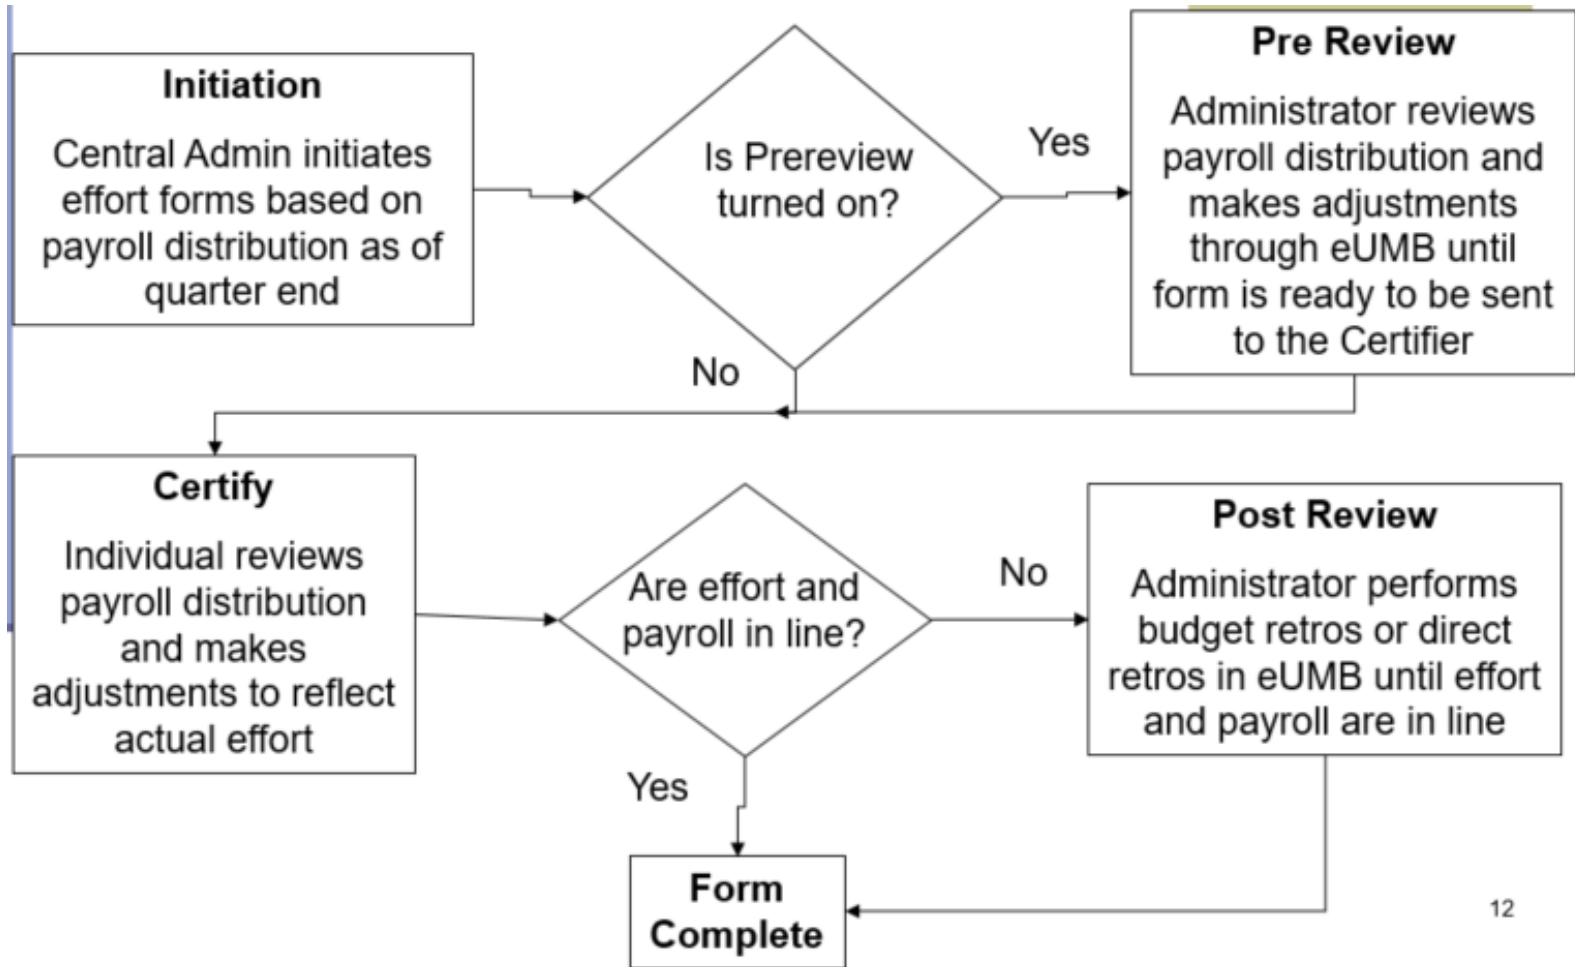 Initiation
Central Admin initiates
effort forms based on
payroll distribution as of
quarter end
Is Prereview
turned on?
Yes
No
Pre Review
Administrator reviews
payroll distribution and
makes adjustments
through eUMB until
form is ready to be sent
to the Certifier
Certify
Individual reviews
payroll distribution
and makes
adjustments to reflect
actual effort
Are effort and
payroll in line?
No
Yes
Post Review
Administrator performs
budget retros or direct
retros in eUMB until effort
and payroll are in line
Form
Complete
12